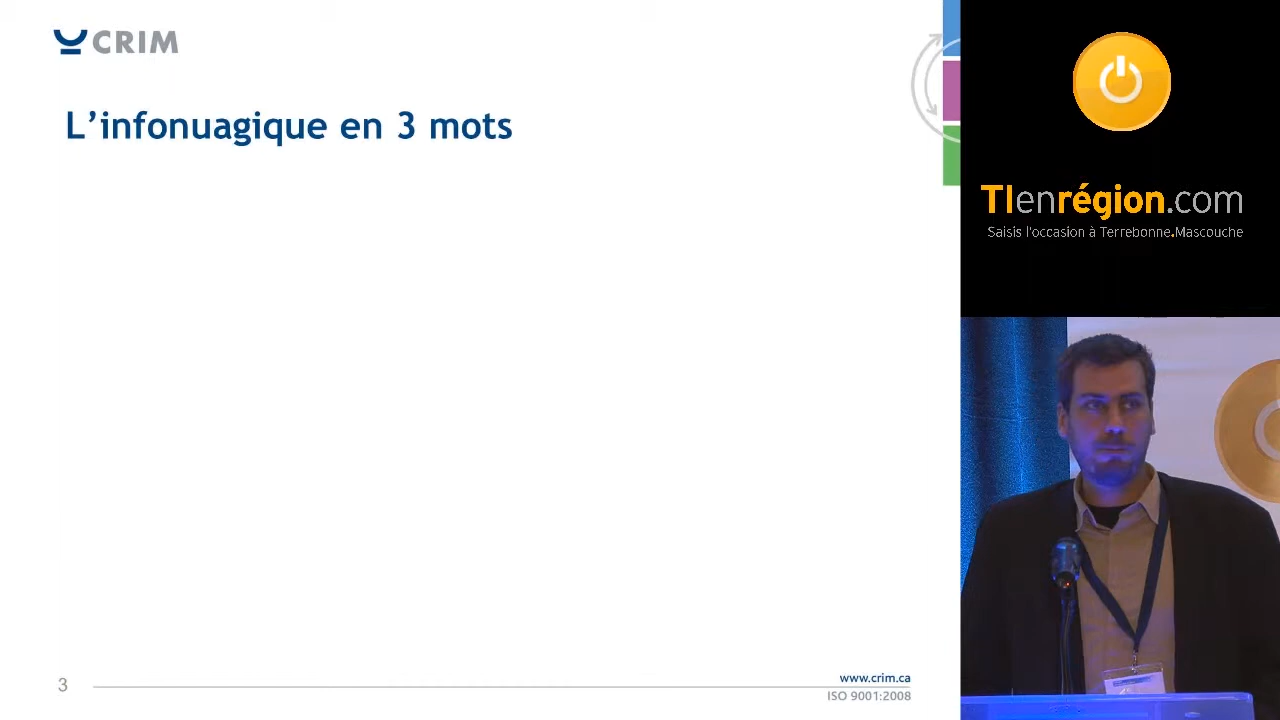 CRIM
L'infonuagique en 3 mots
3
www.crim.ca
ISO 9001:2008
TIenrégion.com
Saisis l'occasion à Terrebonne.Mascouche